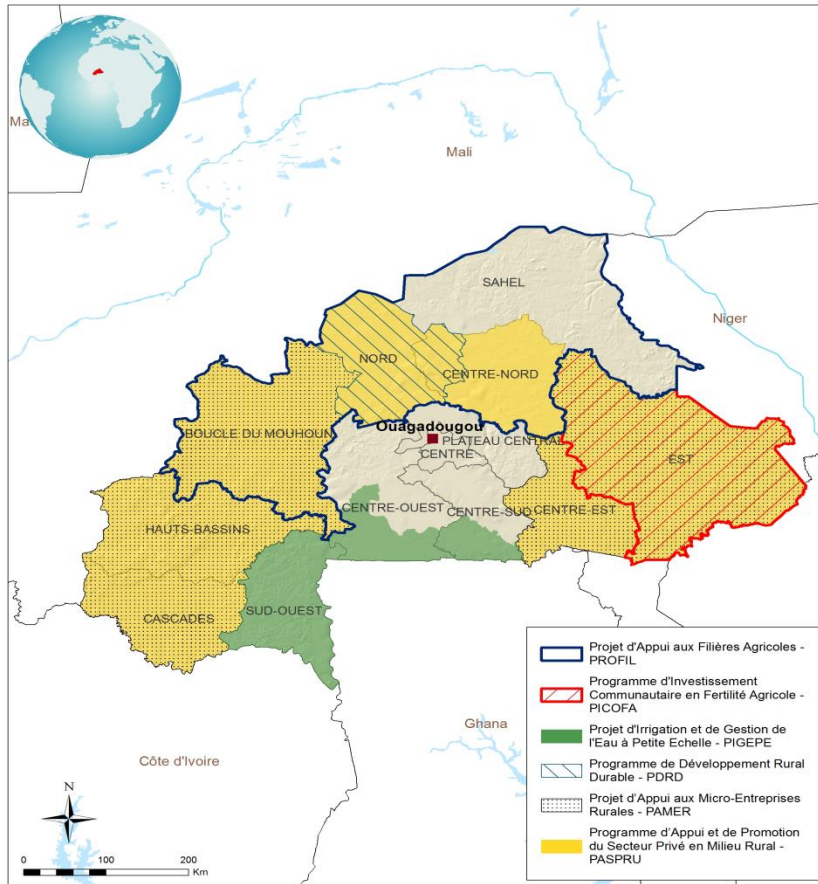 Ma
Mali
SAHEL
Niger
NORD
CENTRE-NORD
Ouagadougou
BOUCLE DU MOUHOUN
PLATEAU CENTRAL
CENTRE
EST
CENTRE-OUEST
CENTRE-SUD
CENTRE-EST
HAUTS-BASSINS
CASCADES
SUD-OUEST
Ghana
Côte d'Ivoire
N
0 50 100 200
Km
Projet d'Appui aux Filières Agricoles -
PROFIL
Programme d'Investissement
Communautaire en Fertilité Agricole -
PICOFA
Projet d'Irrigation et de Gestion de
l'Eau à Petite Echelle - PIGEPE
Programme de Développement Rural
Durable - PDRD
Projet d'Appui aux Micro-Entreprises
Rurales - PAMER
Programme d'Appui et de Promotion
du Secteur Privé en Milieu Rural -
PASPRU